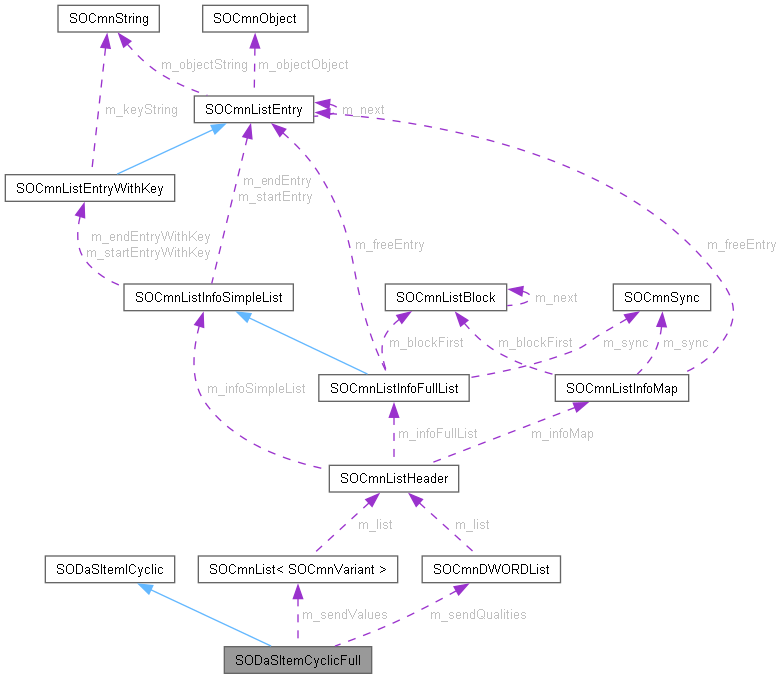 SOCmnString
SOCmnObject
m_objectString
m_objectObject
m_keyString
SOCmnListEntry
m_next
SOCmnListEntryWithKey
m_endEntry
m_startEntry
m_endEntryWithKey
m_startEntryWithKey
m_freeEntry
m_freeEntry
SOCmnListInfoSimpleList
SOCmnListBlock
m_next
SOCmnSync
m_blockFirst
m_blockFirst
m_sync
m_sync
m_infoSimpleList
SOCmnListInfoFullList
SOCmnListInfoMap
m_infoFullList
m_infoMap
SOCmnListHeader
m_list
m_list
SODaSItemICyclic
SOCmnList< SOCmnVariant >
SOCmnDWORDList
m_sendValues
m_sendQualities
SODaSItemCyclicFull